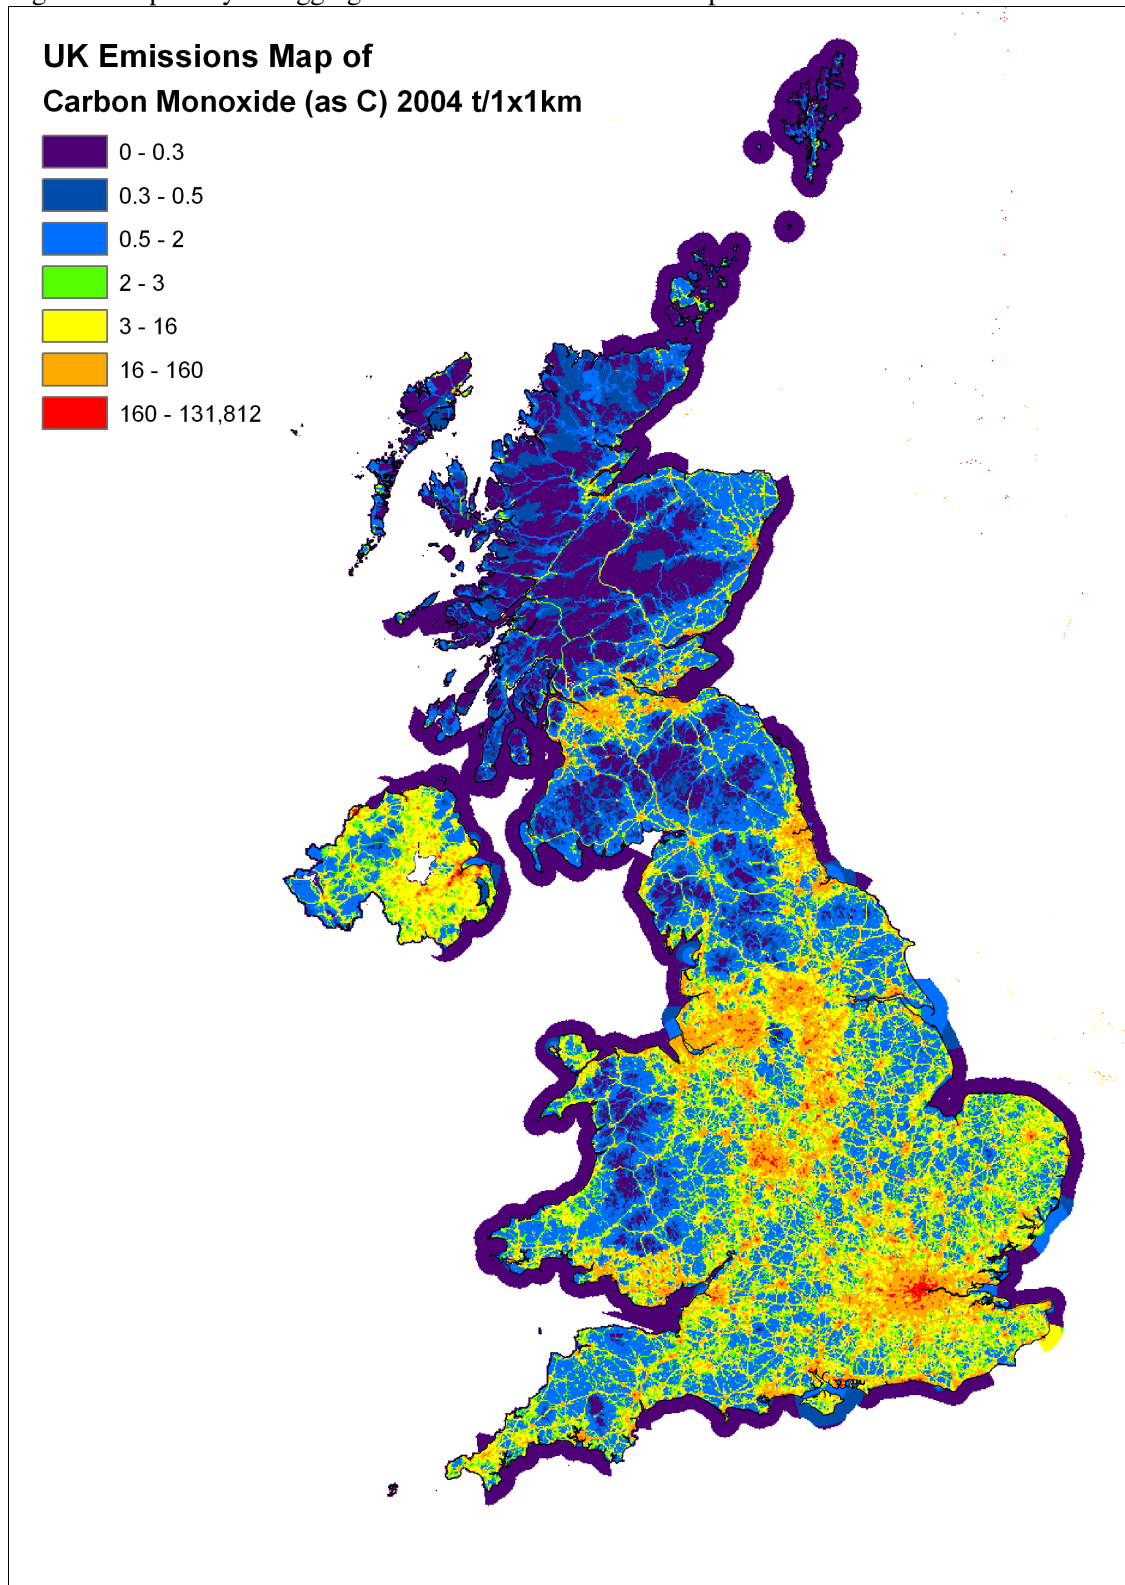 UK Emissions Map of
Carbon Monoxide (as C) 2004 t/1x1km
0 - 0.3
0.3 - 0.5
0.5 - 2
2 - 3
3 - 16
16 - 160
160 - 131,812